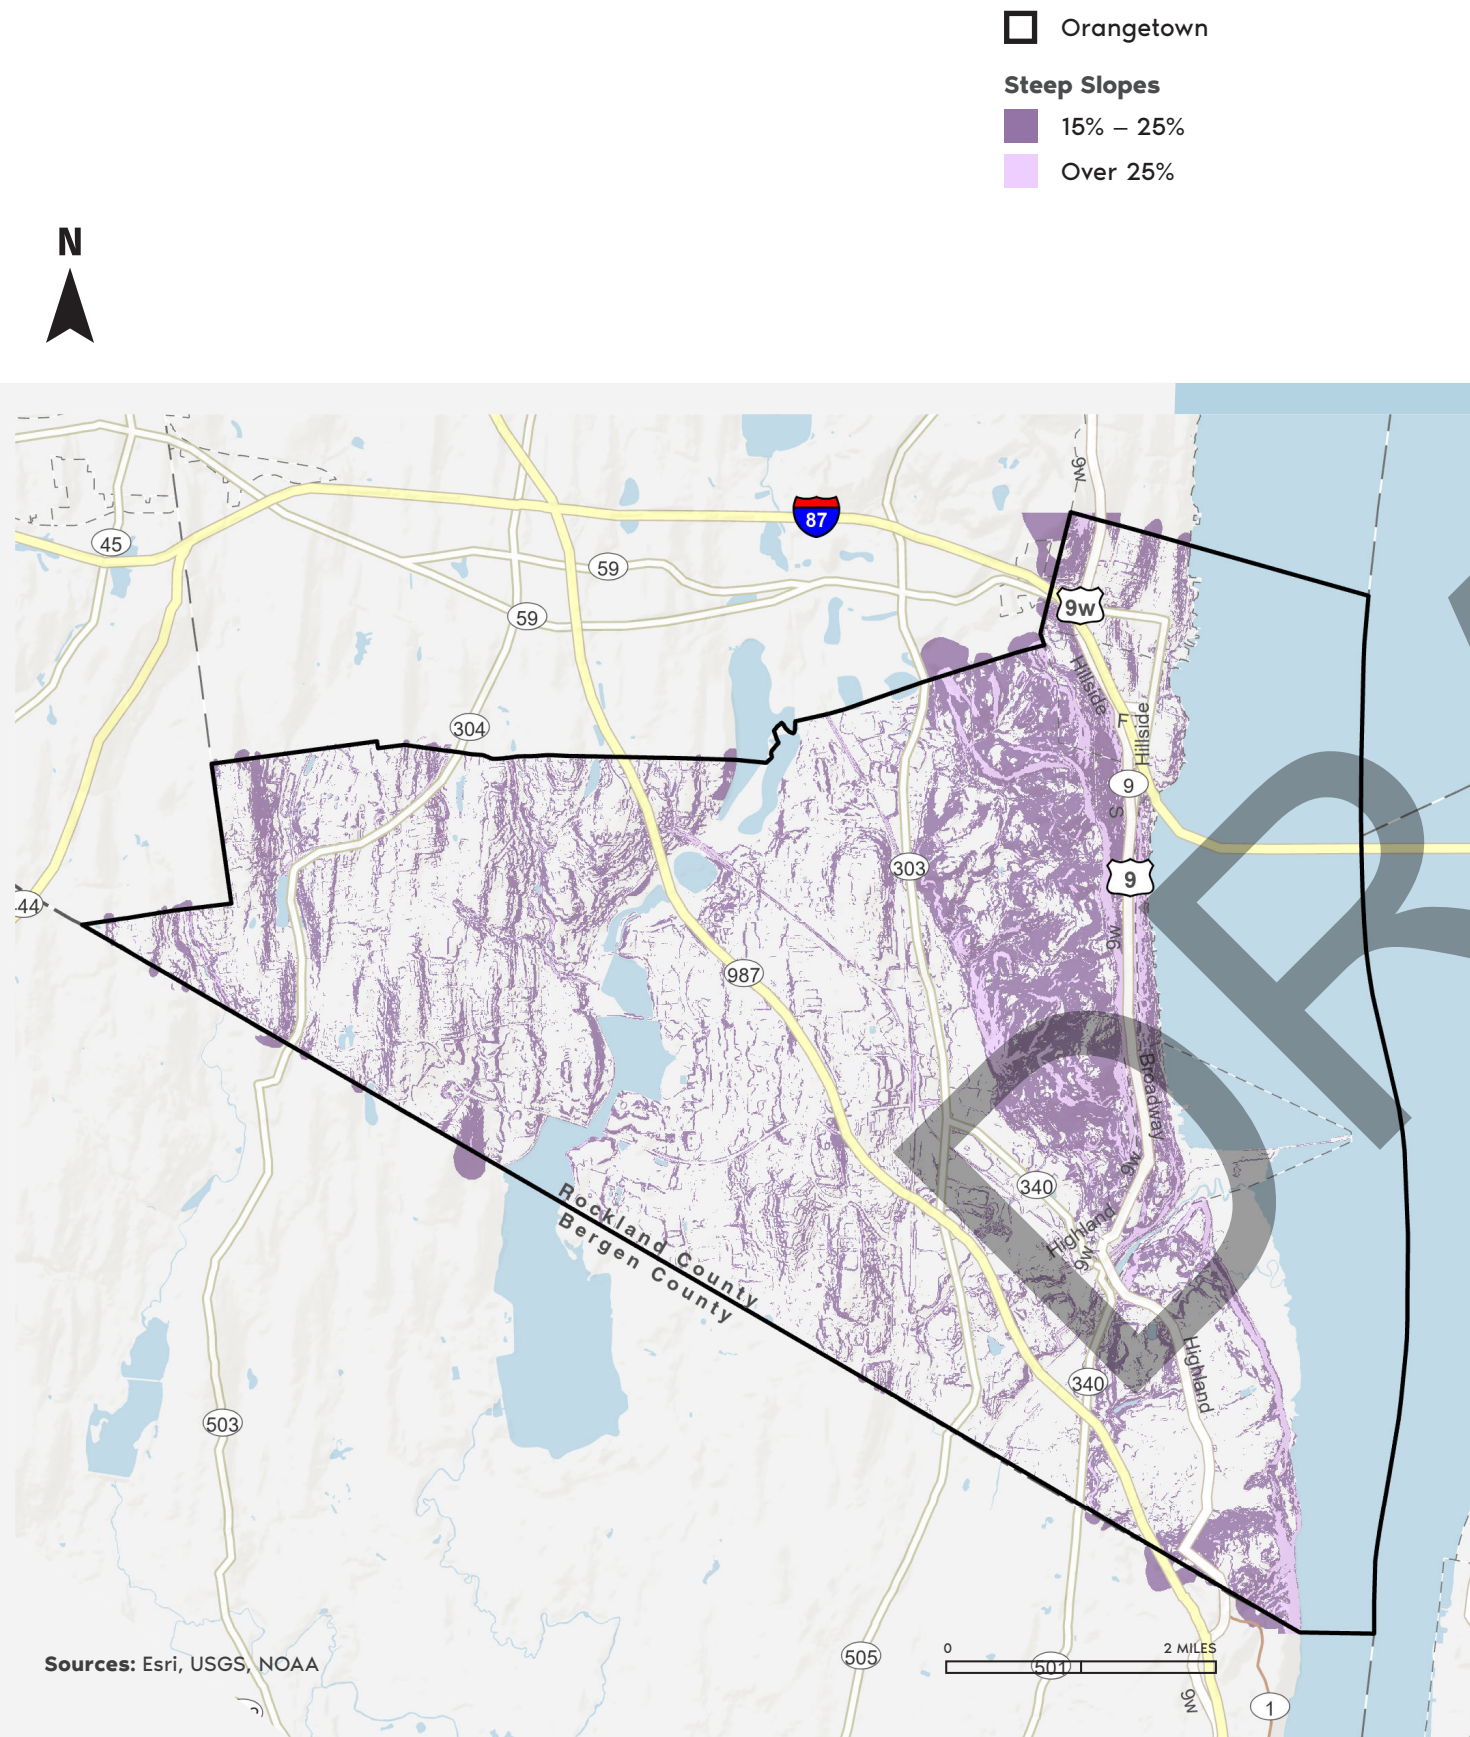 Orangetown
Steep Slopes
15% – 25%
Over 25%
N
9W
87
45
59
59
9w
Hillside
F
Hillside
304
9
S
303
9
44
9W
987
R
D
Broadway
9W
340
Highland
9W
Rockland County
Bergen County
Highland
340
503
0
2 MILES
Sources: Esri, USGS, NOAA
505
501
9W
1